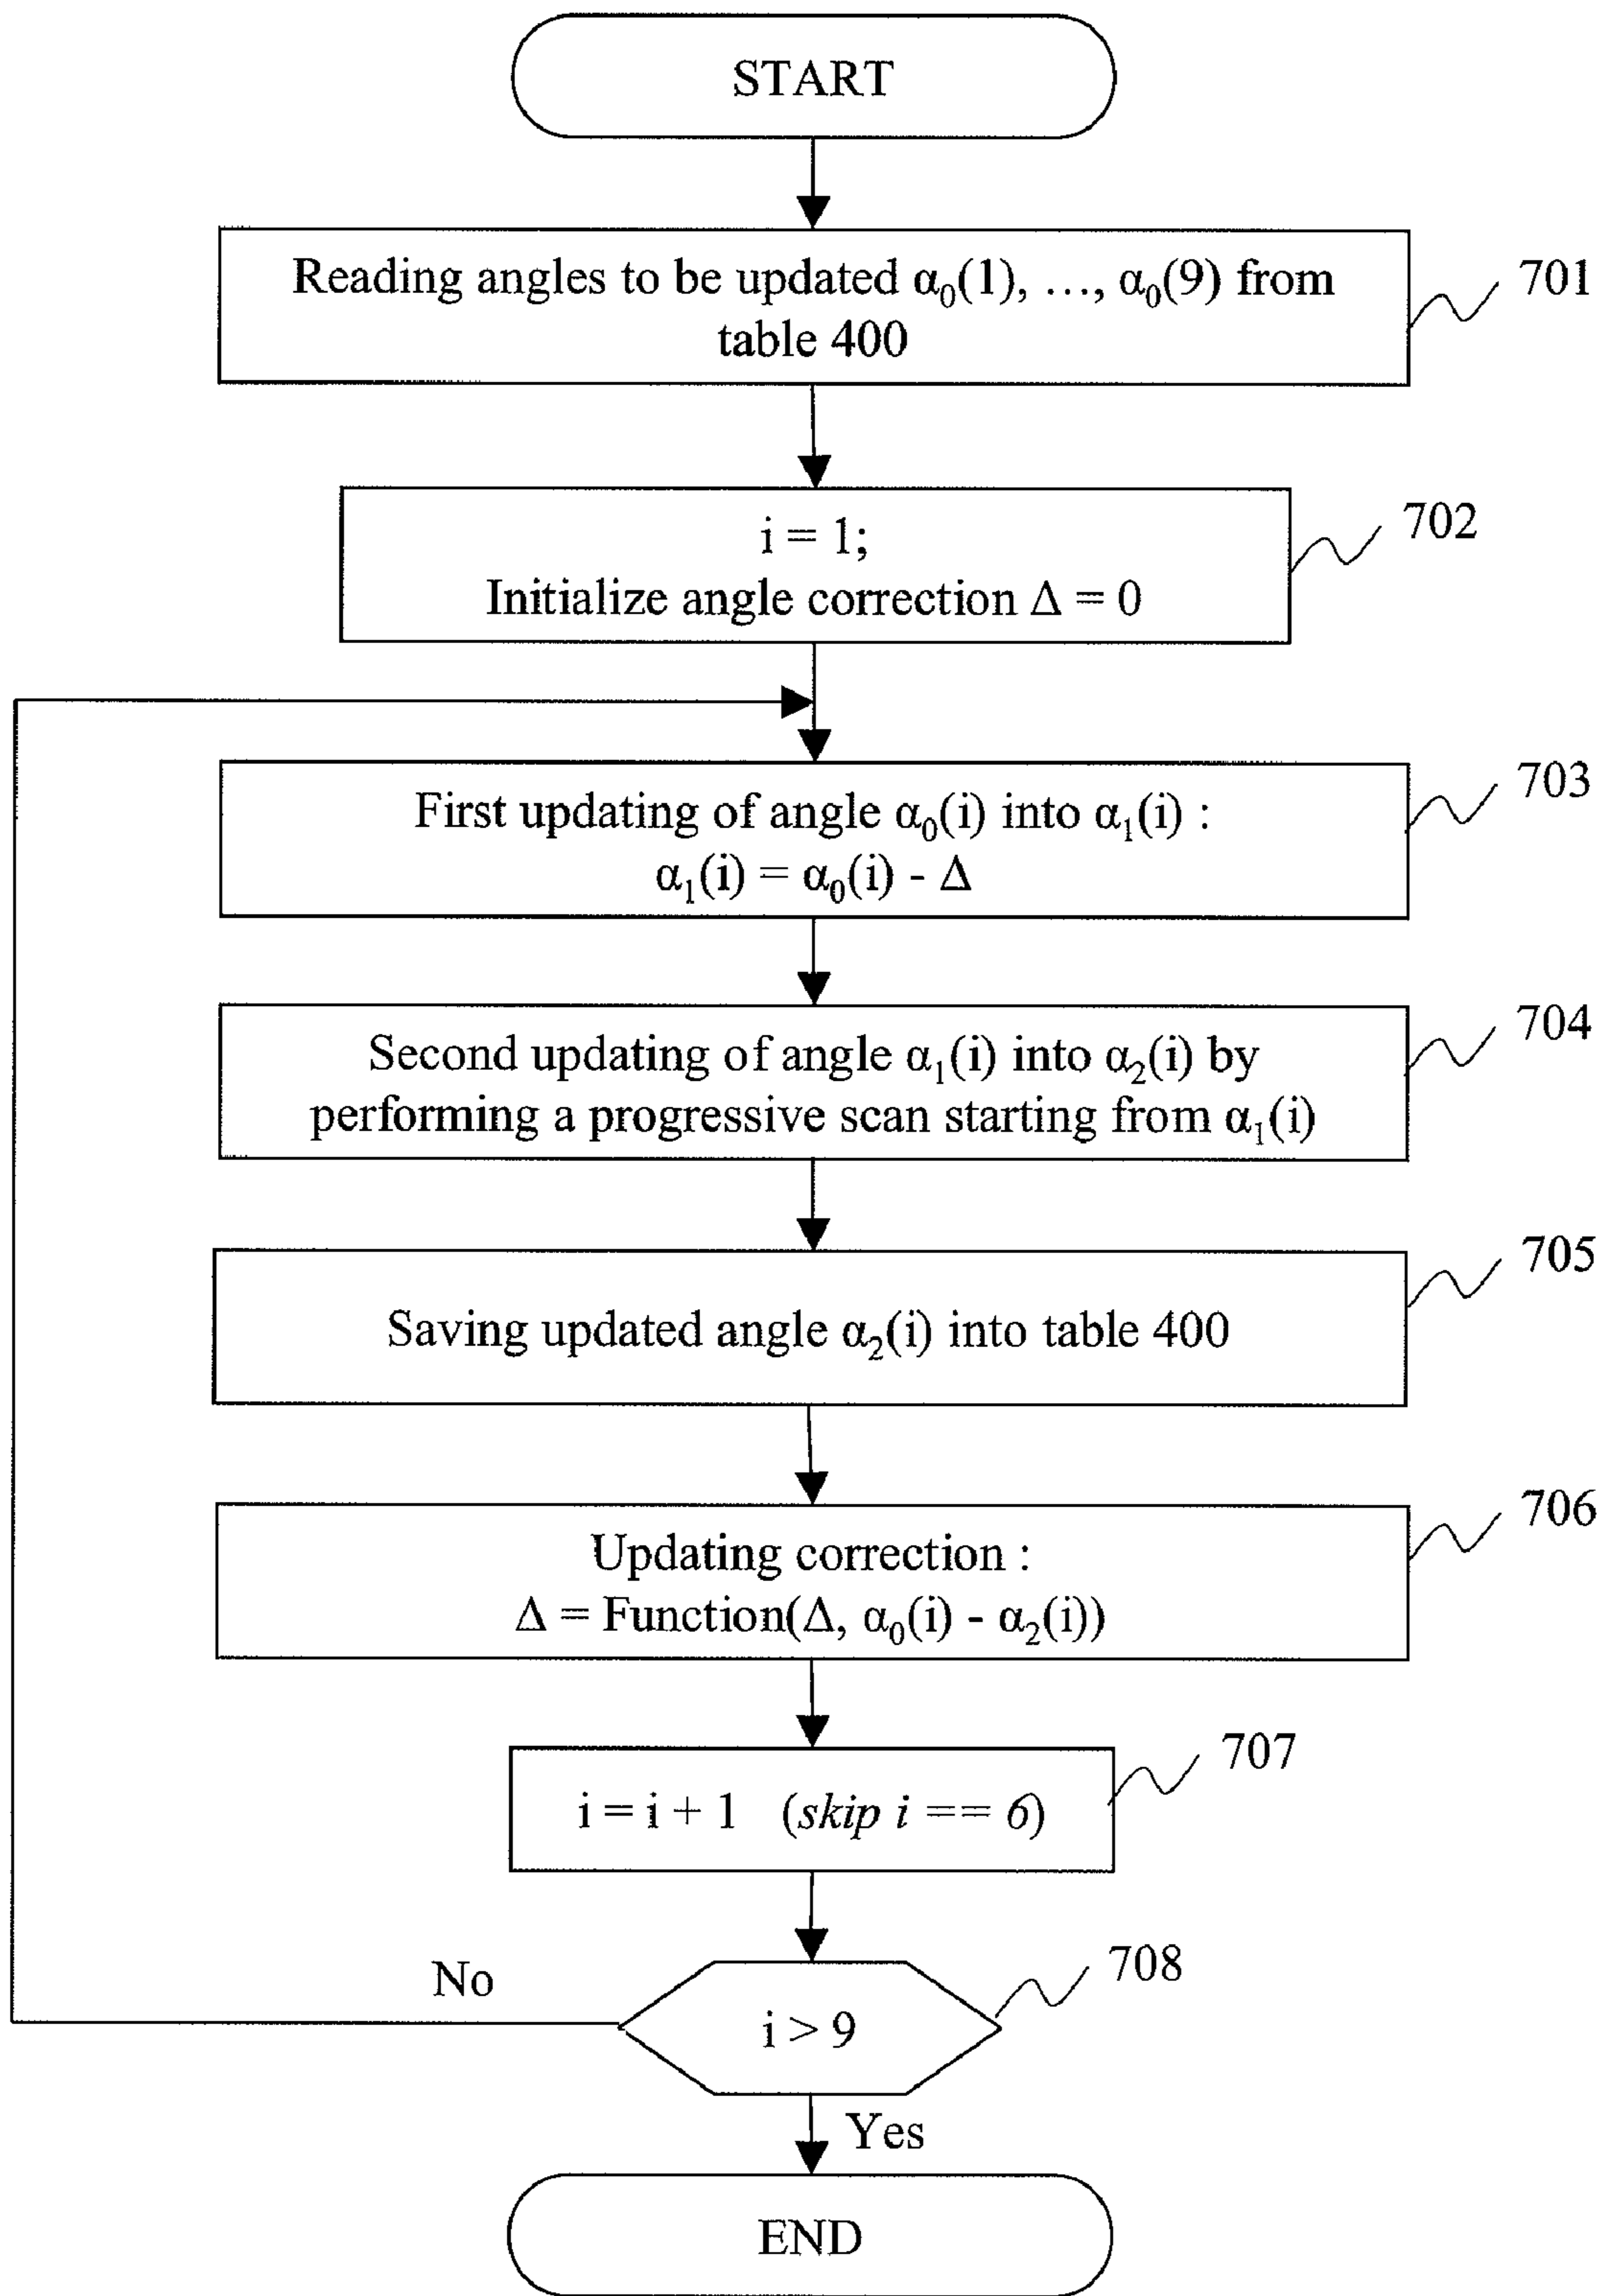 START
Reading angles to be updated α₀(1), ..., α₀(9) from
table 400
701
i = 1;
Initialize angle correction Δ = 0
702
First updating of angle α₀(i) into α₁(i) :
α₁(i) = α₀(i) - Δ
703
Second updating of angle α₁(i) into α₂(i) by
performing a progressive scan starting from α₁(i)
704
Saving updated angle α₂(i) into table 400
705
Updating correction :
Δ = Function(Δ, α₀(i) - α₂(i))
706
i = i + 1 (skip i == 6)
707
No
i > 9
708
Yes
END